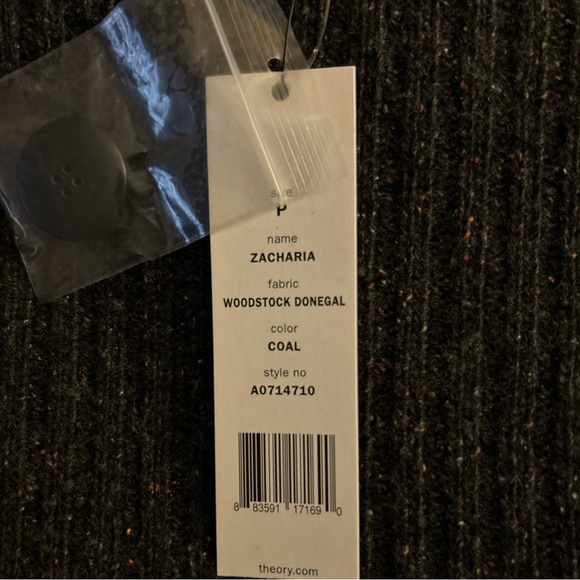 size
P
name
ZACHARIA
fabric
WOODSTOCK DONEGAL
color
COAL
style no
A0714710
8 83591 17169 0
theory.com